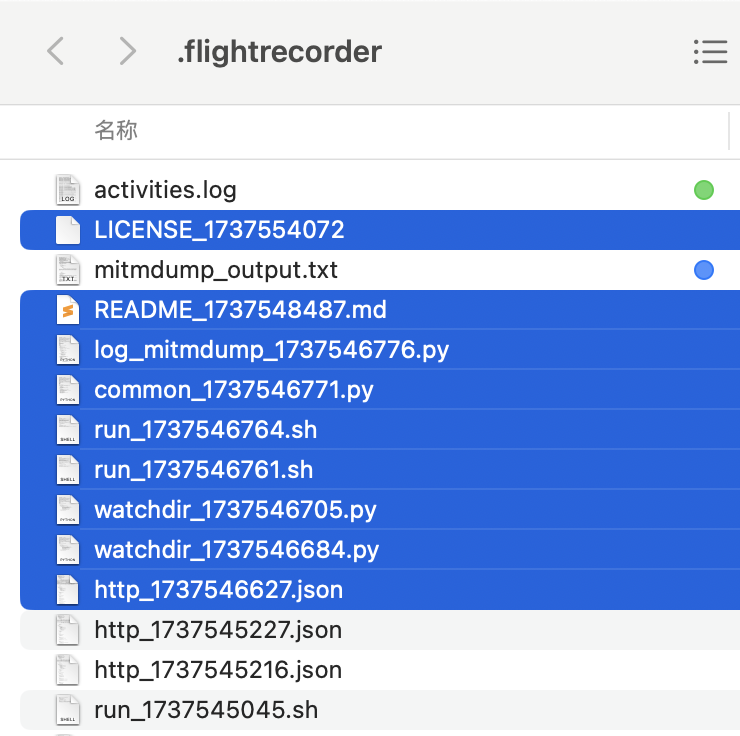 .flightrecorder
名称
activities.log
LICENSE_1737554072
mitmdump_output.txt
README_1737548487.md
log_mitmdump_1737546776.py
common_1737546771.py
run_1737546764.sh
run_1737546761.sh
watchdir_1737546705.py
watchdir_1737546684.py
http_1737546627.json
http_1737545227.json
http_1737545216.json
run_1737545045.sh